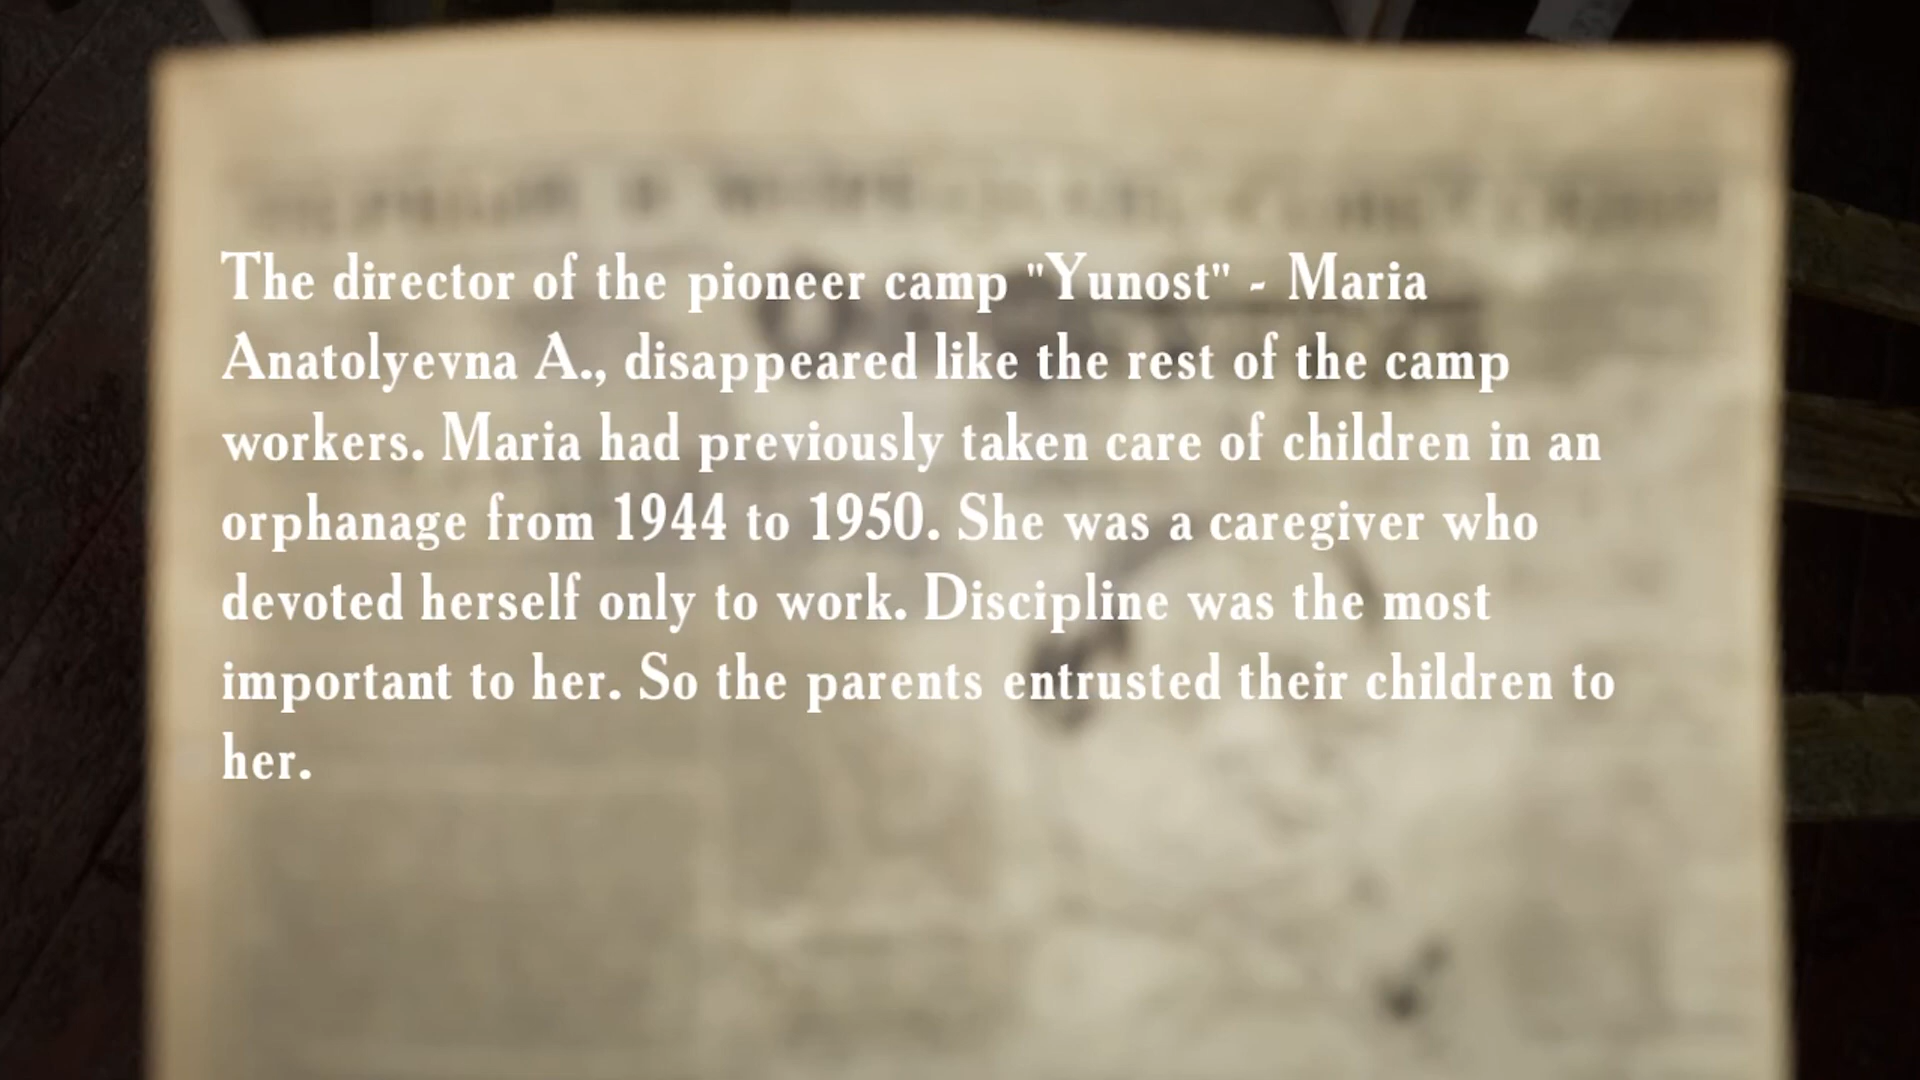 The director of the pioneer camp "Yunost" - Maria
Anatolyevna A., disappeared like the rest of the camp
workers. Maria had previously taken care of children in an
orphanage from 1944 to 1950. She was a caregiver who
devoted herself only to work. Discipline was the most
important to her. So the parents entrusted their children to
her.